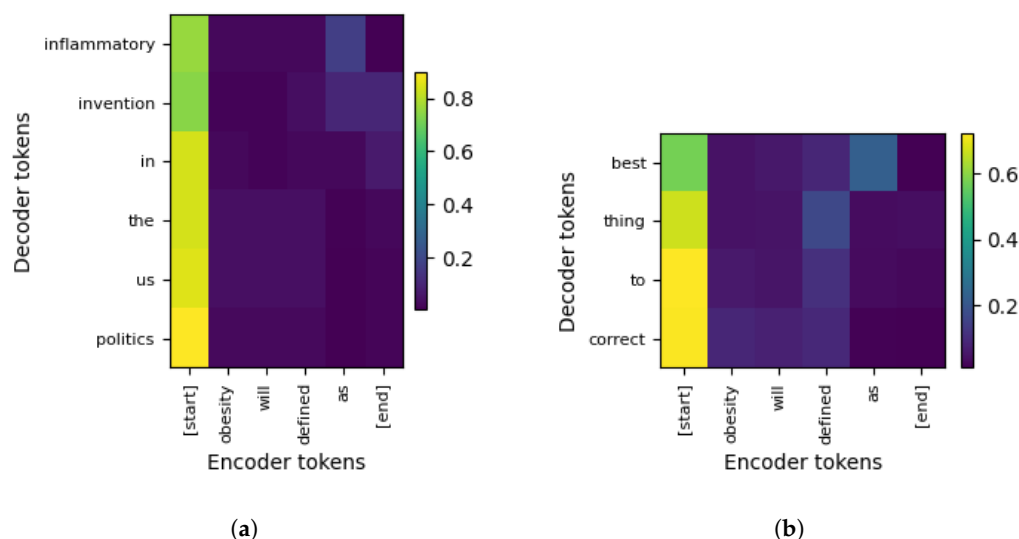 Decoder tokens
inflammatory
invention
in
the
us
politics
[start]
obesity
will
defined
as
[end]
Encoder tokens
0.8
0.6
0.4
0.2
(a)
Decoder tokens
best
thing
to
correct
[start]
obesity
will
defined
as
[end]
Encoder tokens
0.6
0.4
0.2
(b)